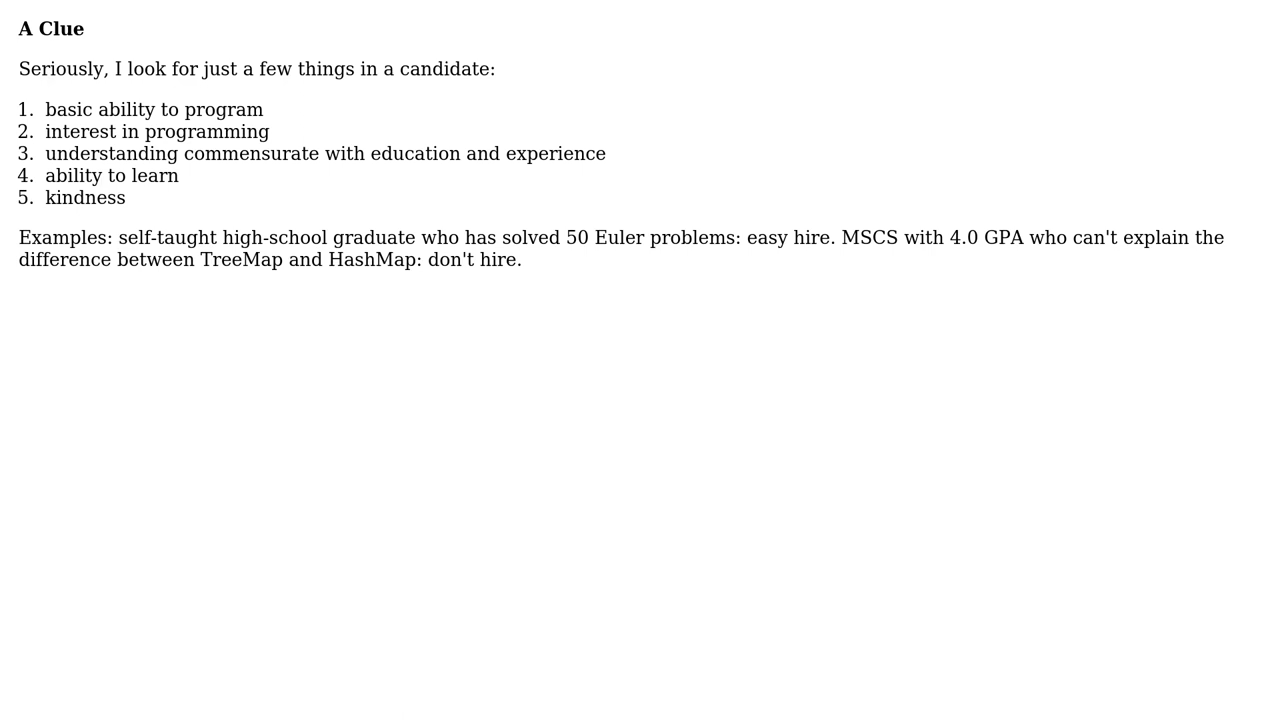 A Clue
Seriously, I look for just a few things in a candidate:
1. basic ability to program
2. interest in programming
3. understanding commensurate with education and experience
4. ability to learn
5. kindness
Examples: self-taught high-school graduate who has solved 50 Euler problems: easy hire. MSCS with 4.0 GPA who can't explain the
difference between TreeMap and HashMap: don't hire.